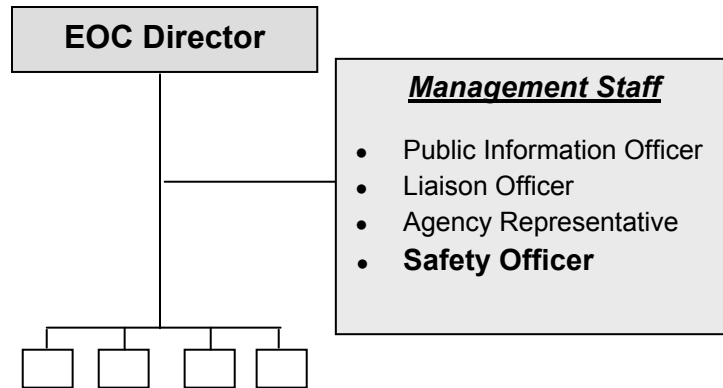 EOC Director
Management Staff
• Public Information Officer
• Liaison Officer
• Agency Representative
• Safety Officer